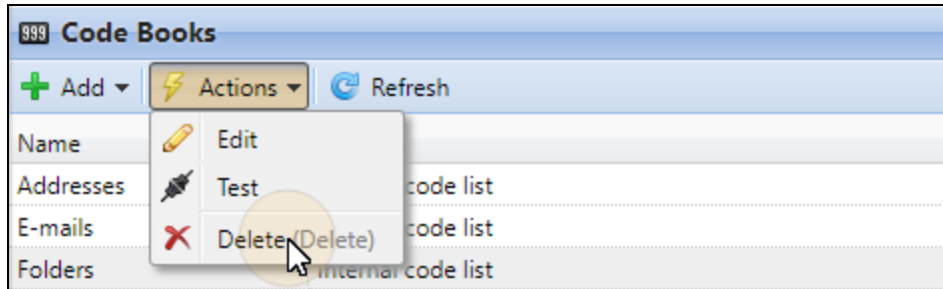 999 Code Books
Add Actions Refresh
Name
Edit
Addresses
Test
code list
E-mails
code list
Delete (Delete)
Folders
Internal code list